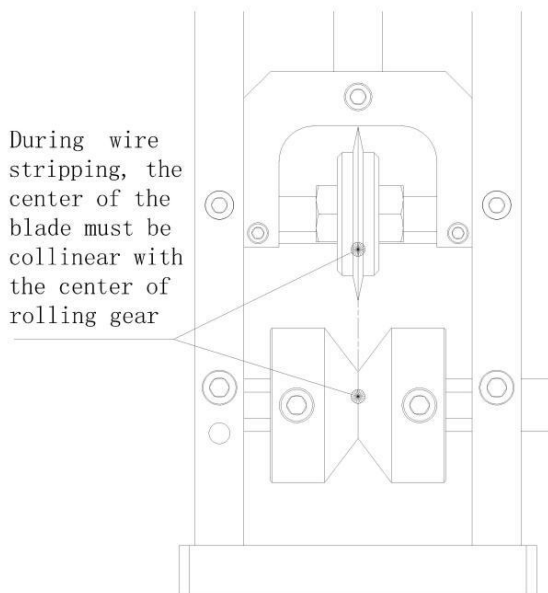 During wire
stripping, the
center of the
blade must be
collinear with
the center of
rolling gear